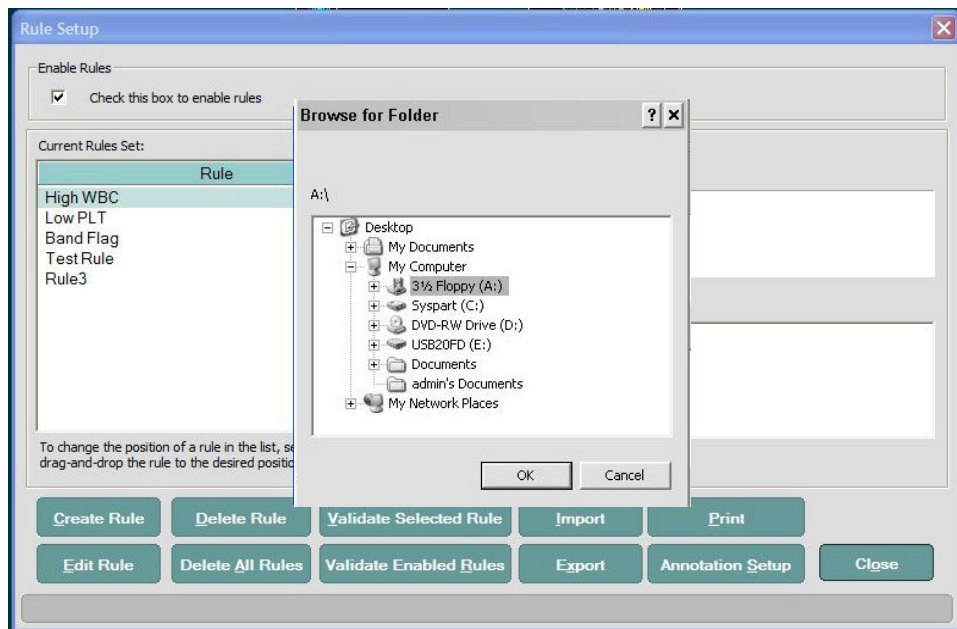 Rule Setup
Enable Rules
Check this box to enable rules
Current Rules Set:
Rule
High WBC
Low PLT
Band Flag
Test Rule
Rule3
To change the position of a rule in the list, se
drag-and-drop the rule to the desired positio
Browse for Folder
A:\
Desktop
My Documents
My Computer
3½ Floppy (A:)
Syspart (C:)
DVD-RW Drive (D:)
USB20FD (E:)
Documents
admin's Documents
My Network Places
OK Cancel
Create Rule Delete Rule Validate Selected Rule Import Print
Edit Rule Delete All Rules Validate Enabled Rules Export Annotation Setup Close